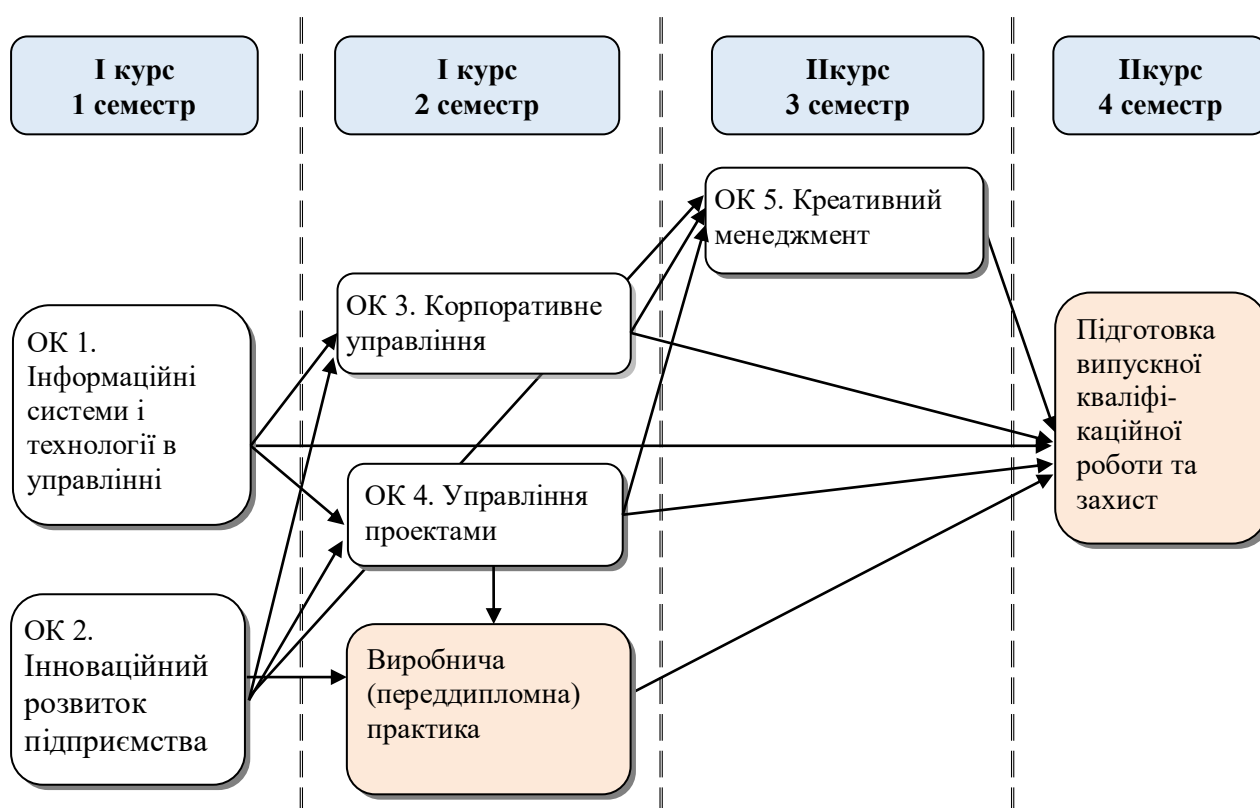 І курс
1 семестр
І курс
2 семестр
ІІкурс
3 семестр
ІІкурс
4 семестр
ОК 1.
Інформаційні
системи і
технології в
управлінні
ОК 2.
Інноваційний
розвиток
підприємства
ОК 3. Корпоративне
управління
ОК 4. Управління
проектами
Виробнича
(переддипломна)
практика
ОК 5. Креативний
менеджмент
Підготовка
випускної
кваліфі-
каційної
роботи та
захист